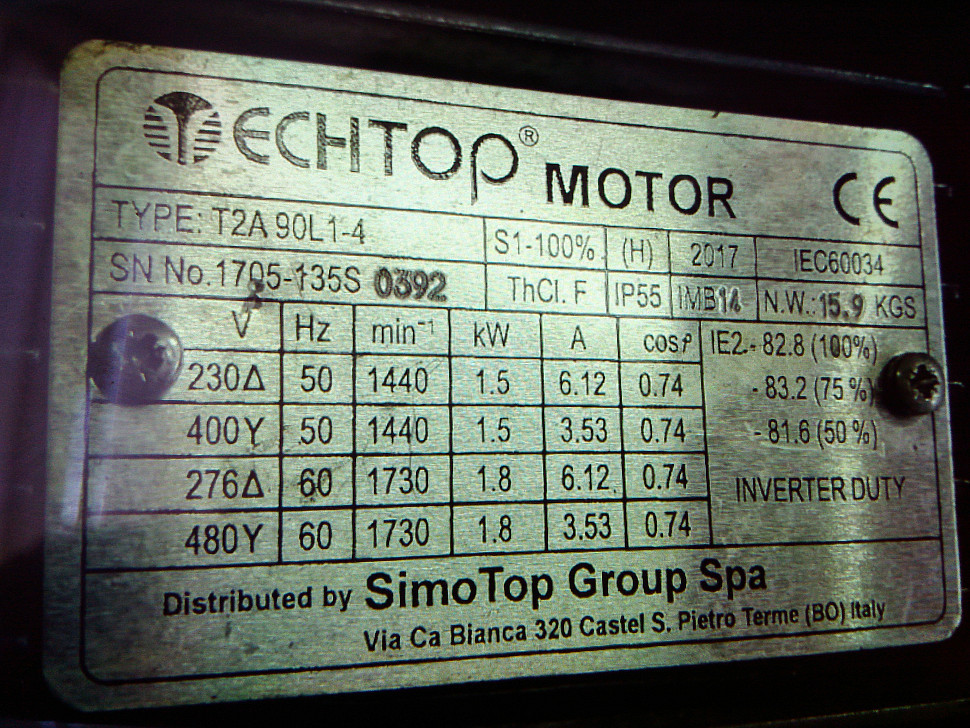 TECHTOP® MOTOR CE
TYPE: T2A 90L1-4 S1-100% (H) 2017 IEC60034
SN No. 1705-135S 0392 ThCl. F IP55 IMB14 N.W.: 15.9 KGS
V Hz min⁻¹ kW A cosφ IE2 - 82.8 (100%)
230Δ 50 1440 1.5 6.12 0.74 - 83.2 (75 %)
400Y 50 1440 1.5 3.53 0.74 - 81.6 (50 %)
276Δ 60 1730 1.8 6.12 0.74 INVERTER DUTY
480Y 60 1730 1.8 3.53 0.74
Distributed by SimoTop Group Spa
Via Ca Bianca 320 Castel S. Pietro Terme (BO) Italy